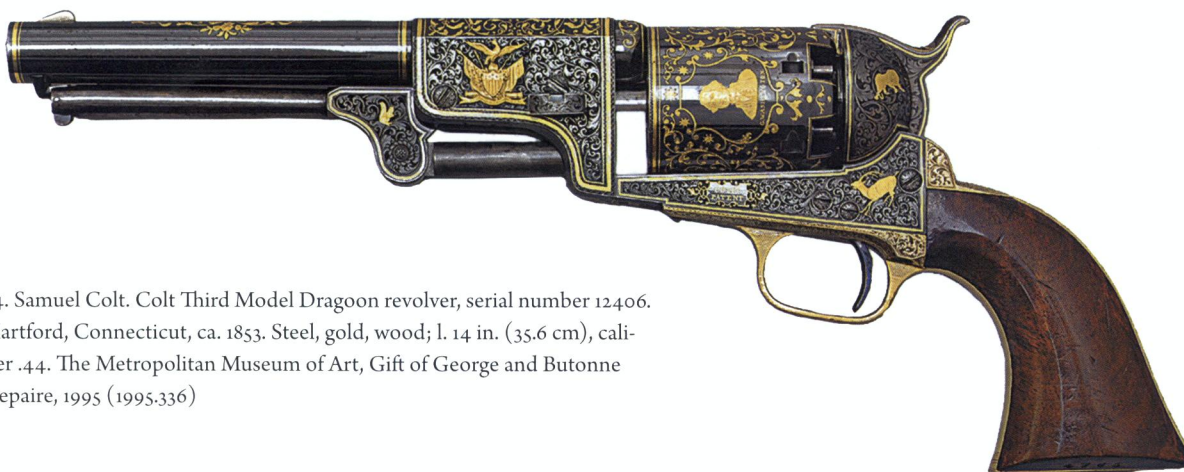 4. Samuel Colt. Colt Third Model Dragoon revolver, serial number 12406.
artford, Connecticut, ca. 1853. Steel, gold, wood; l. 14 in. (35.6 cm), cali-
er .44. The Metropolitan Museum of Art, Gift of George and Butonne
epaire, 1995 (1995.336)
PATENT